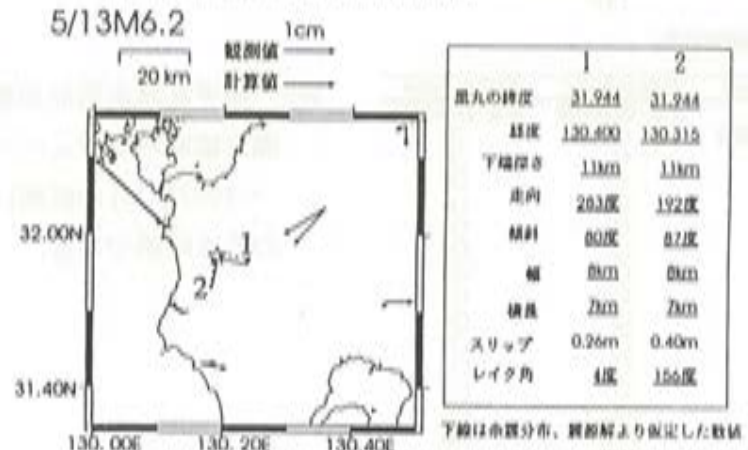 5/13M6.2
1cm
観測値
20 km
計算値
1 2
黒丸の緯度 31.944 31.944
経度 130.400 130.315
下端深さ 11km 11km
走向 283度 192度
傾斜 80度 87度
幅 8km 8km
横長 7km 7km
スリップ 0.26m 0.40m
レイク角 4度 156度
32.00N
1
2
31.40N
130.00E 130.20E 130.40E
下線は余震分布、震源解より仮定した数値